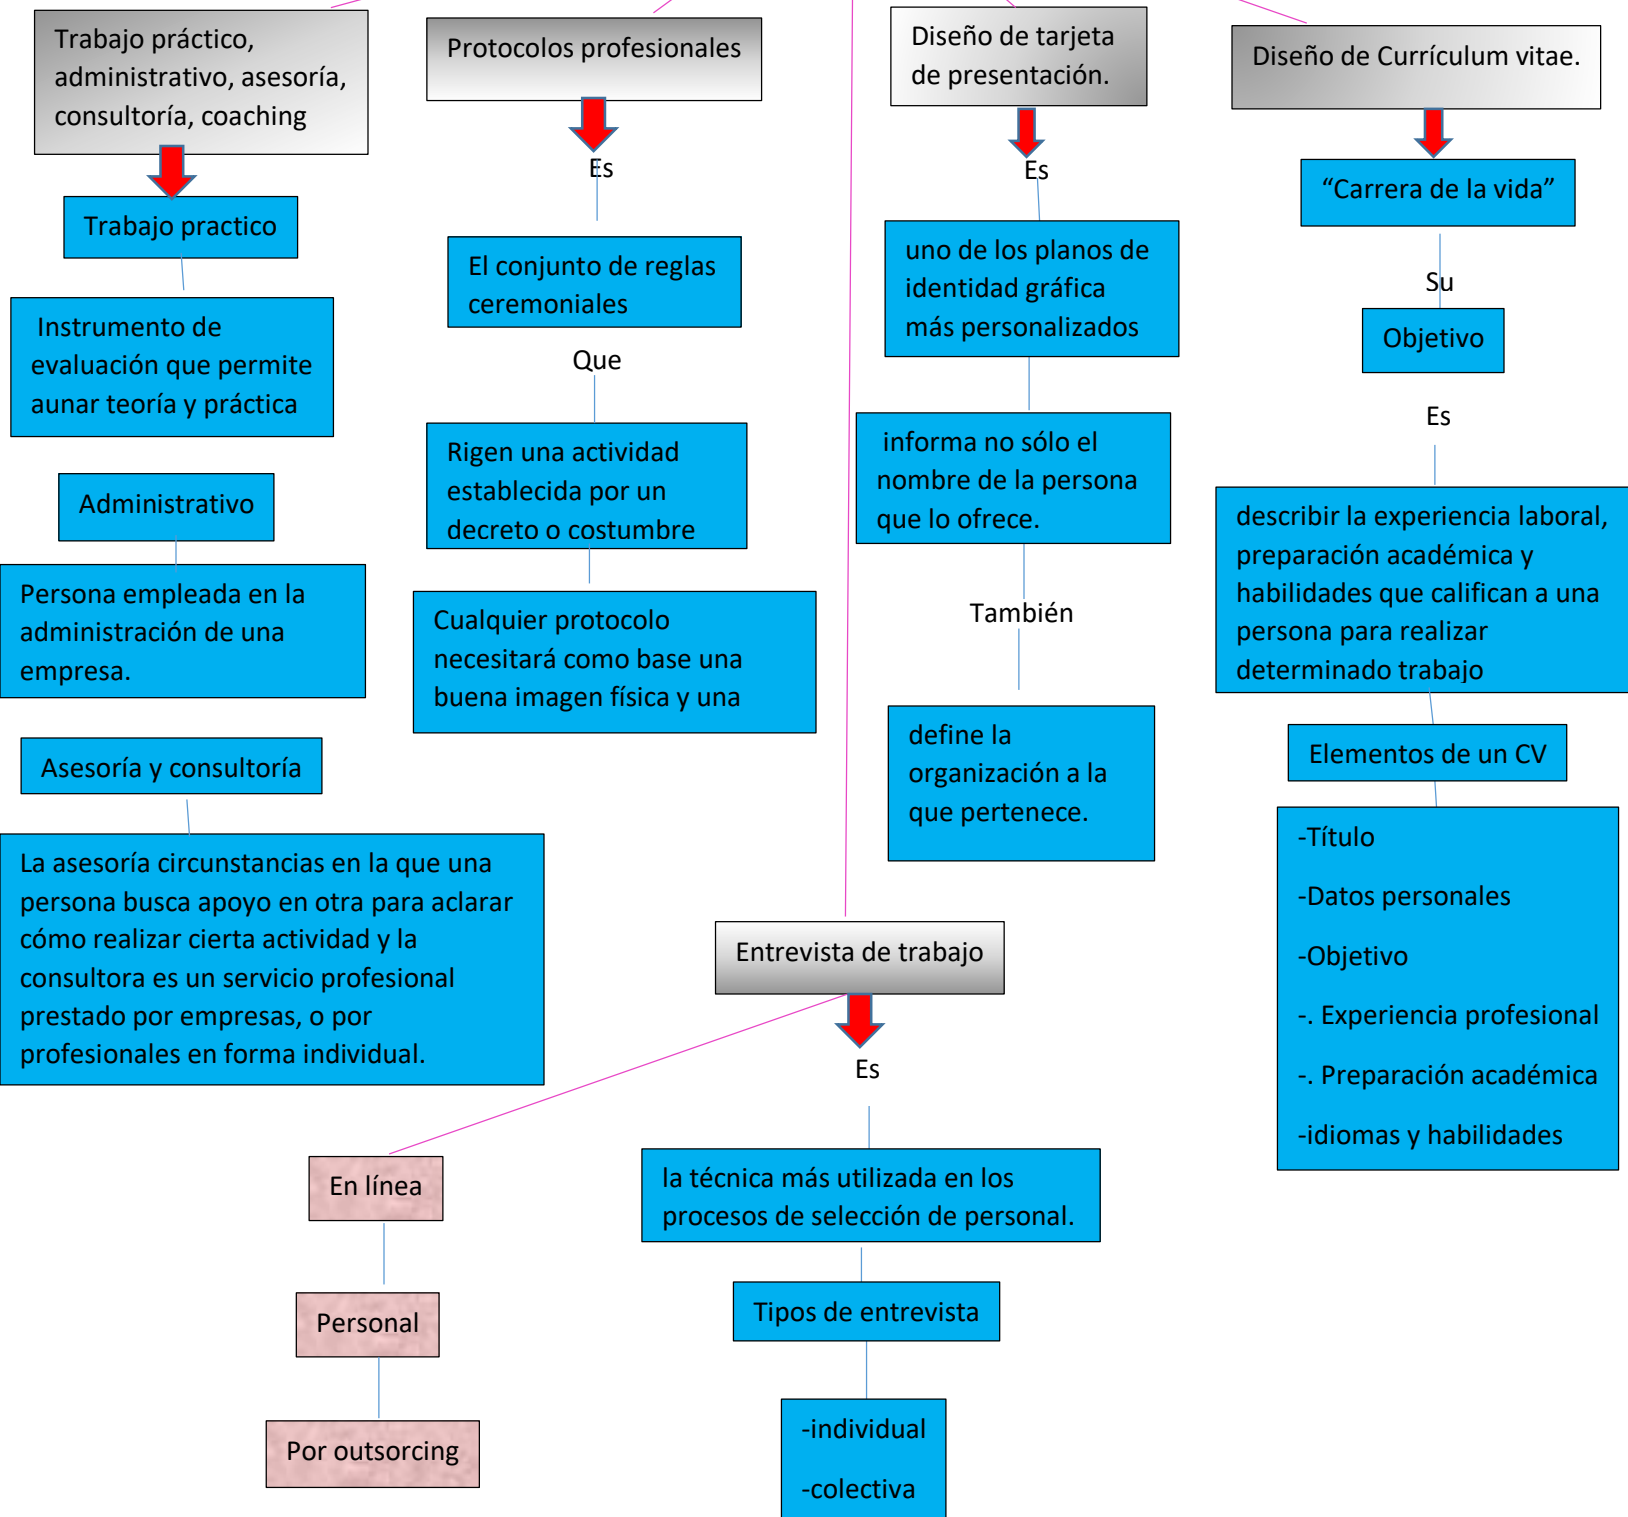 Trabajo práctico,
administrativo, asesoría,
consultoría, coaching
Trabajo practico
Instrumento de
evaluación que permite
aunar teoría y práctica
Administrativo
Persona empleada en la
administración de una
empresa.
Asesoría y consultoría
La asesoría circunstancias en la que una
persona busca apoyo en otra para aclarar
cómo realizar cierta actividad y la
consultora es un servicio profesional
prestado por empresas, o por
profesionales en forma individual.
Protocolos profesionales
Es
El conjunto de reglas
ceremoniales
Que
Rigen una actividad
establecida por un
decreto o costumbre
Cualquier protocolo
necesitará como base una
buena imagen física y una
Diseño de tarjeta
de presentación.
Es
uno de los planos de
identidad gráfica
más personalizados
informa no sólo el
nombre de la persona
que lo ofrece.
También
define la
organización a la
que pertenece.
Diseño de Currículum vitae.
“Carrera de la vida”
Su
Objetivo
Es
describir la experiencia laboral,
preparación académica y
habilidades que califican a una
persona para realizar
determinado trabajo
Elementos de un CV
-Título
-Datos personales
-Objetivo
-. Experiencia profesional
-. Preparación académica
-idiomas y habilidades
Entrevista de trabajo
Es
la técnica más utilizada en los
procesos de selección de personal.
Tipos de entrevista
-individual
-colectiva
En línea
Personal
Por outsorcing